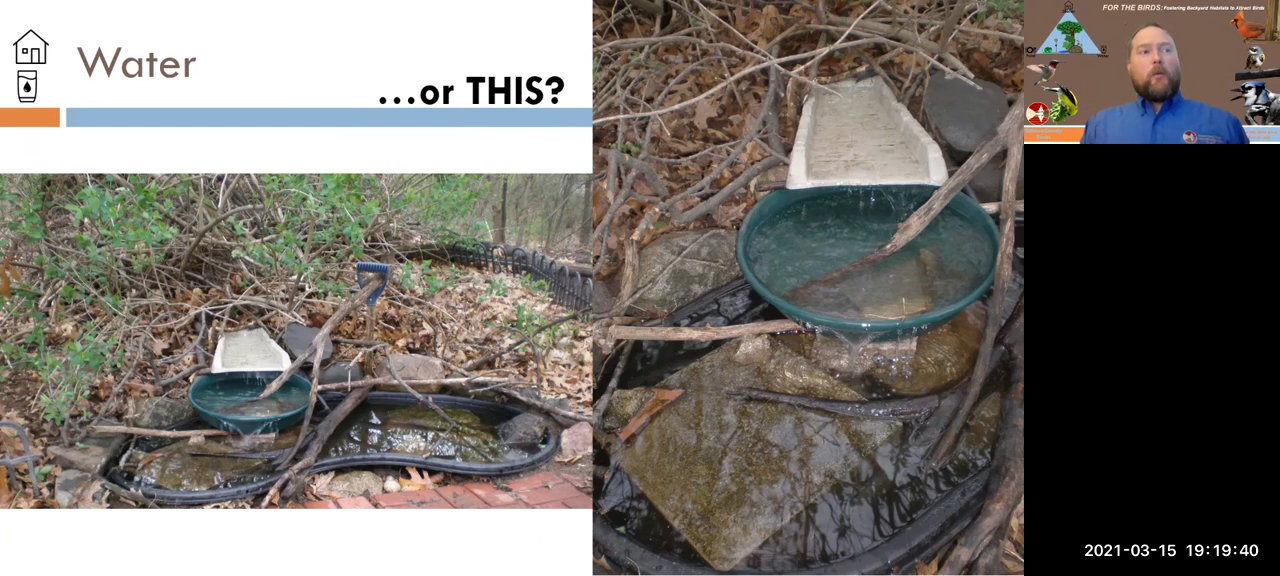 Water
...or THIS?
FOR THE BIRDS: Fostering Backyard Habitats to Attract Birds
2021-03-15 19:19:40